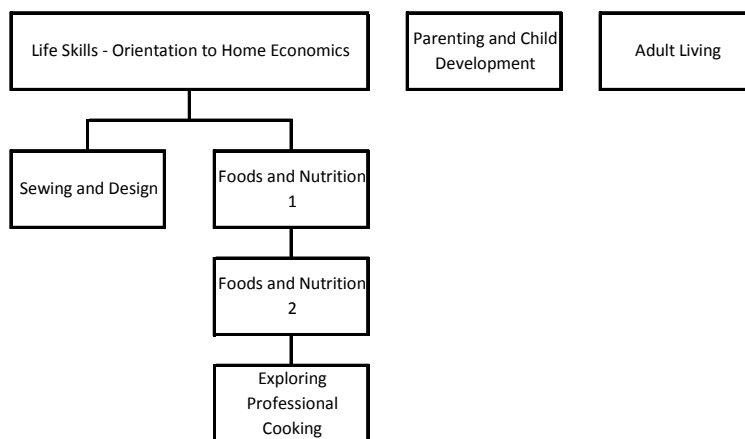 Life Skills - Orientation to Home Economics
Parenting and Child
Development
Adult Living
Sewing and Design
Foods and Nutrition
1
Foods and Nutrition
2
Exploring
Professional
Cooking